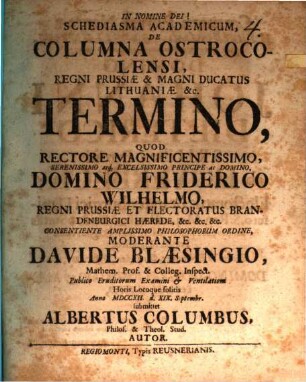 IN NOMINE DEI!
SCHEDIASMA ACADEMICUM,
4.
DE
COLUMNA OSTROCO-
LENSI,
REGNI PRUSSIÆ & MAGNI DUCATUS
LITHUANIÆ &c.
TERMINO,
QUOD
RECTORE MAGNIFICENTISSIMO,
SERENISSIMO atq; EXCELSISSIMO PRINCIPE ac DOMINO,
DOMINO FRIDERICO
WILHELMO,
REGNI PRUSSIÆ ET ELECTORATUS BRAN-
DENBURGICI HÆREDE, &c. &c. &c.
CONSENTIENTE AMPLISSIMO PHILOSOPHORUM ORDINE,
MODERANTE
DAVIDE BLÆSINGIO,
Mathem. Prof. & Colleg. Inspect.
Publico Eruditorum Examini & Ventilationi
Horis Locoque solitis
Anno MDCCXII. d. XIX. Septembr.
submittet
ALBERTUS COLUMBUS,
Philos. & Theol. Stud.
AUTOR.
REGIOMONTI, Typis REUSNERIANIS.